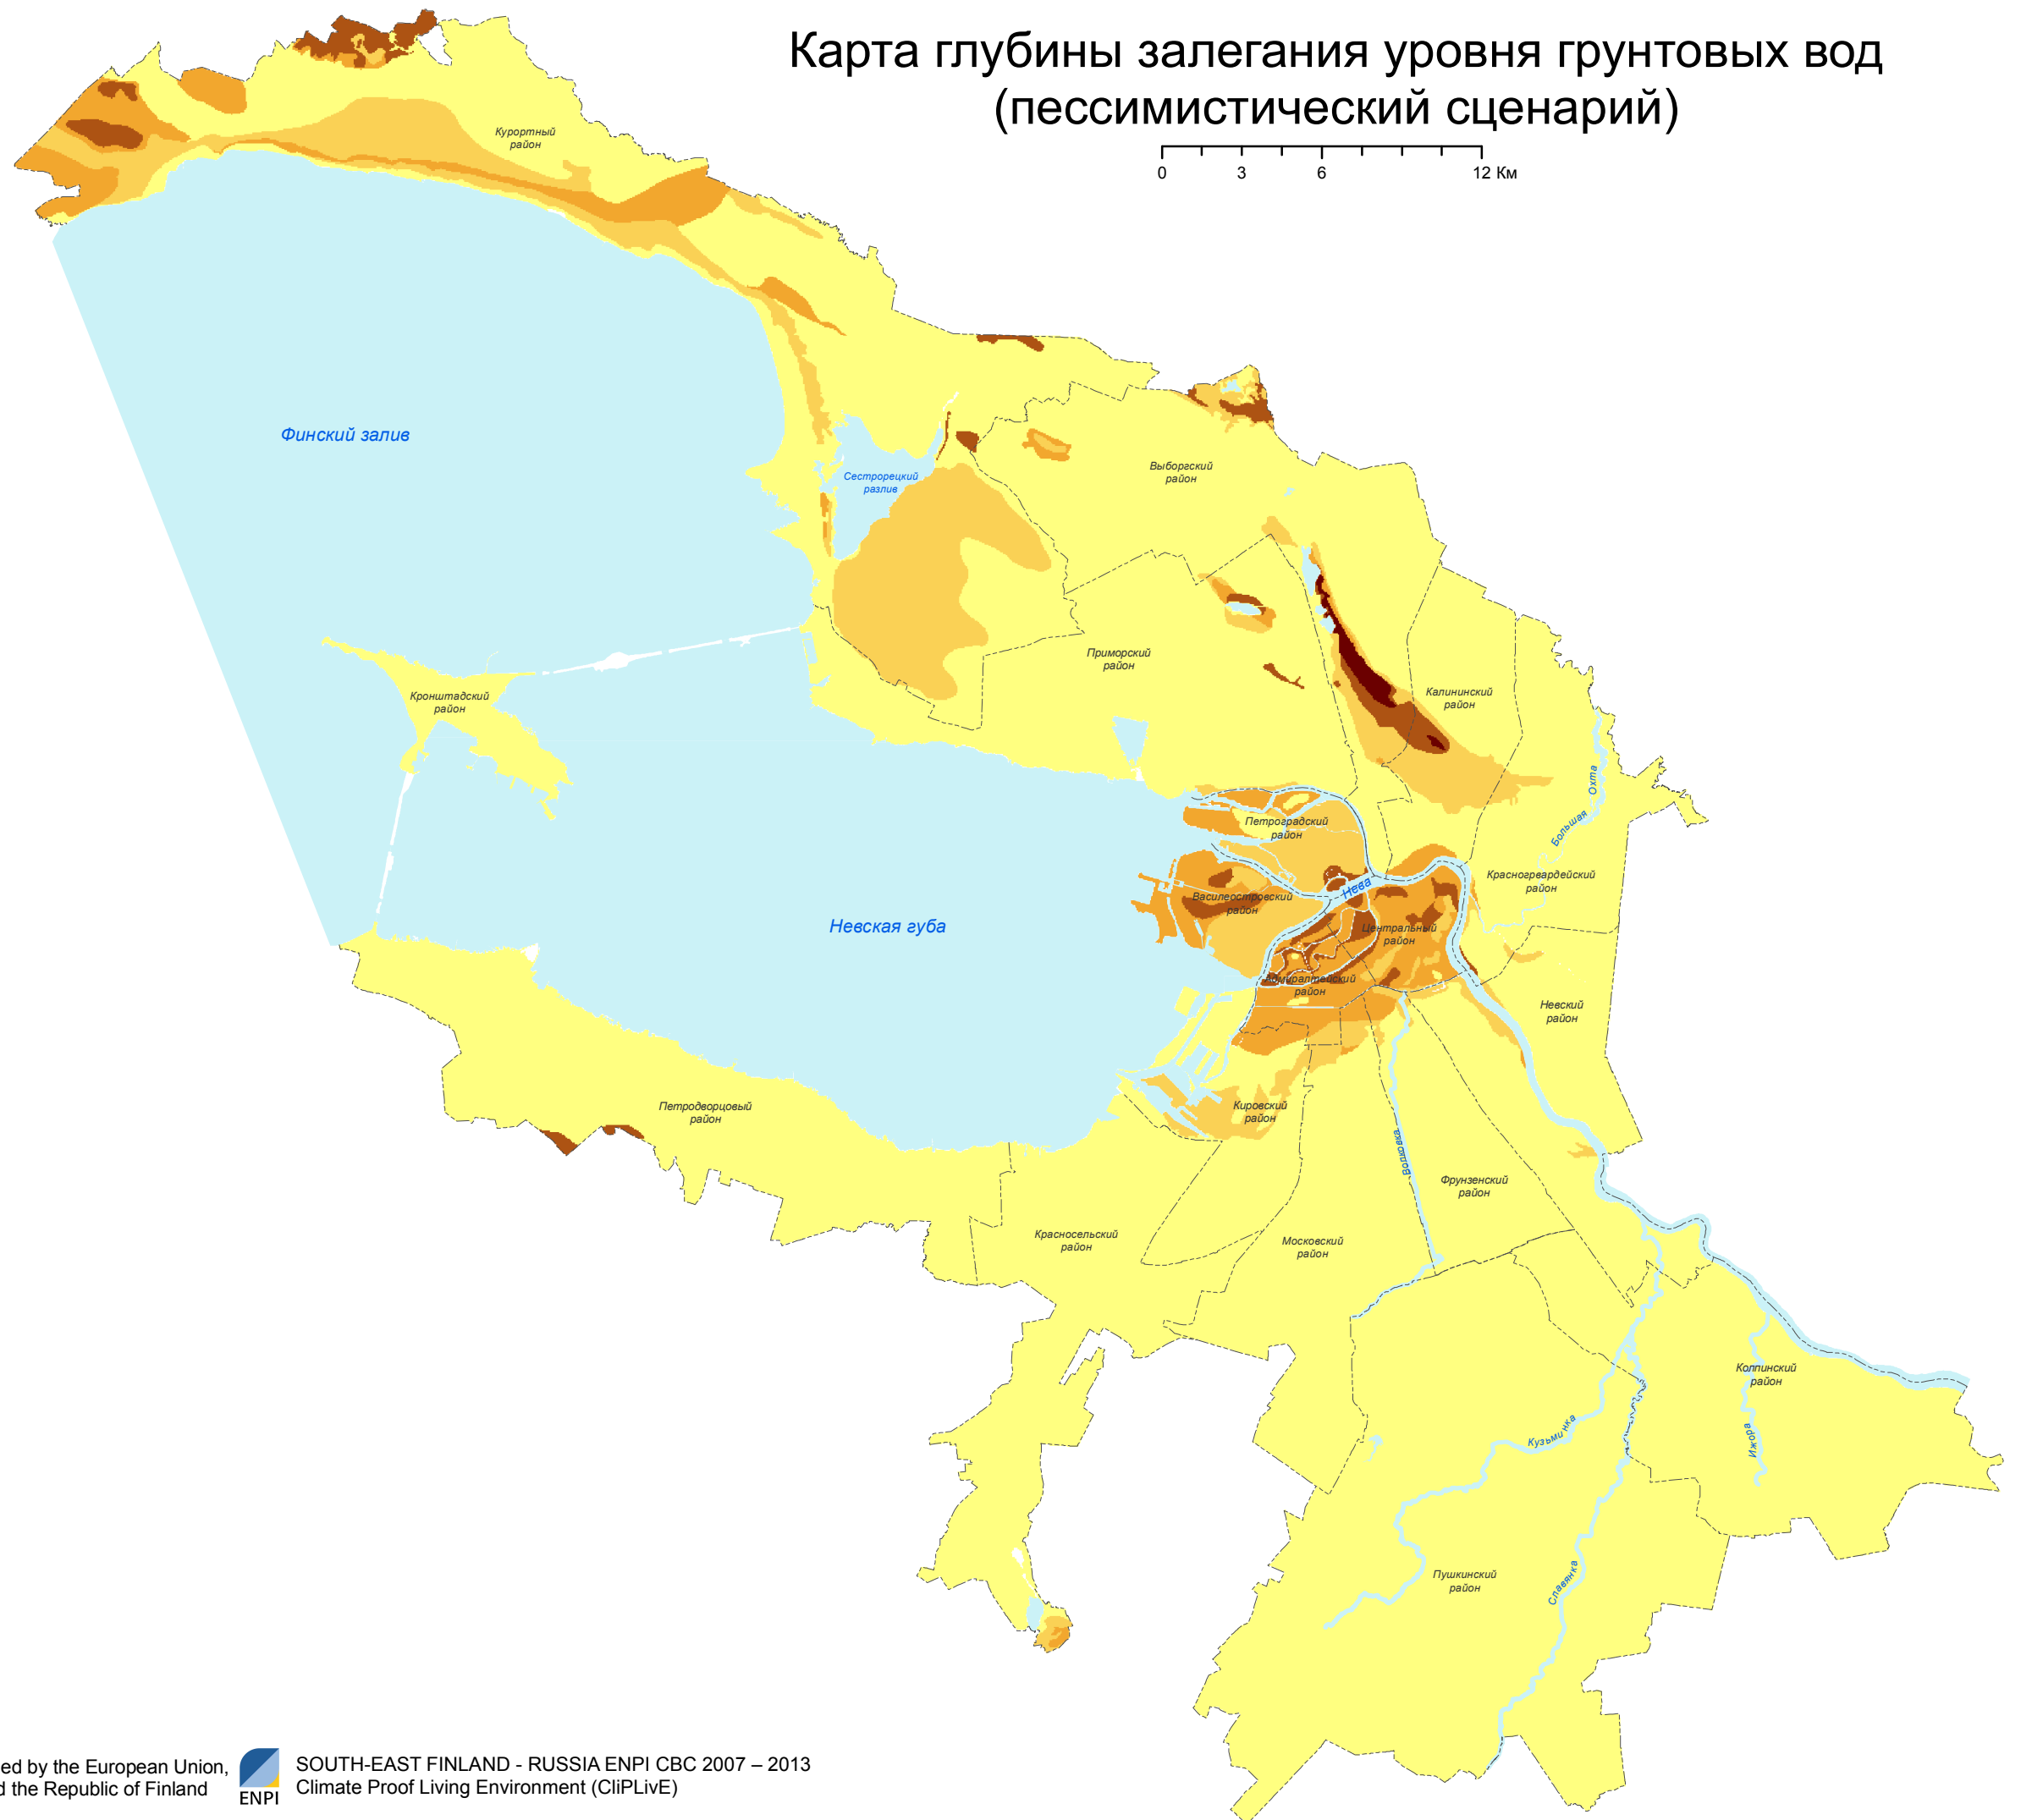 Карта глубины залегания уровня грунтовых вод
(пессимистический сценарий)
0 3 6 12 Км
Курортный
район
Финский залив
Сестрорецкий
разлив
Выборгский
район
Приморский
район
Кронштадский
район
Калининский
район
Охта
Большая
Петроградский
район
Красногвардейский
район
Нева
Василеостровский
район
Невская губа
Центральный
район
Адмиралтейский
район
Невский
район
Петродворцовый
район
Кировский
район
Волковка
Фрунзенский
район
Красносельский
район
Московский
район
Колпинский
район
Кузьминка
Ижора
Пушкинский
район
Славянка
ed by the European Union,
d the Republic of Finland
ENPI
SOUTH-EAST FINLAND - RUSSIA ENPI CBC 2007 – 2013
Climate Proof Living Environment (CliPLivE)